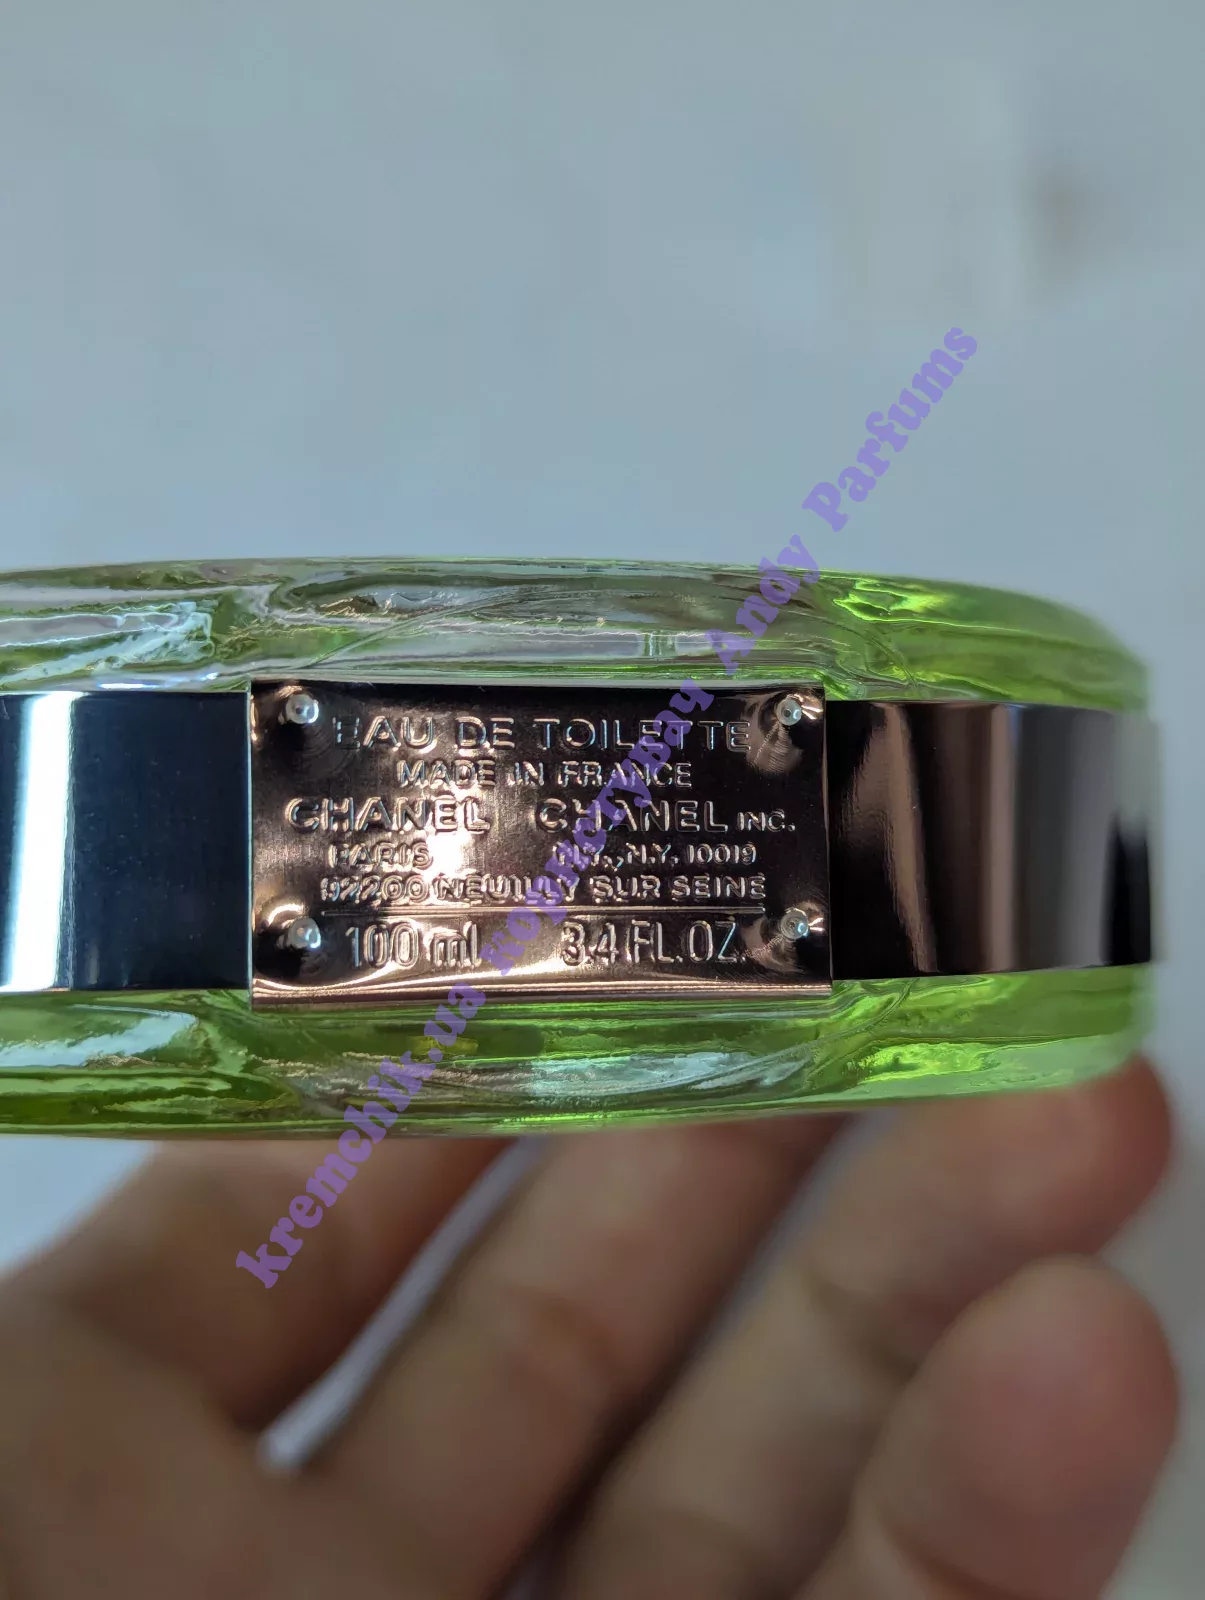 EAU DE TOILETTE
MADE IN FRANCE
CHANEL CHANEL INC.
PARIS N.Y., N.Y. 10019
92200 NEUILLY SUR SEINE
100 ml 3.4 FL.OZ.
kremchik.ua копіюcrypay Andy Parfums